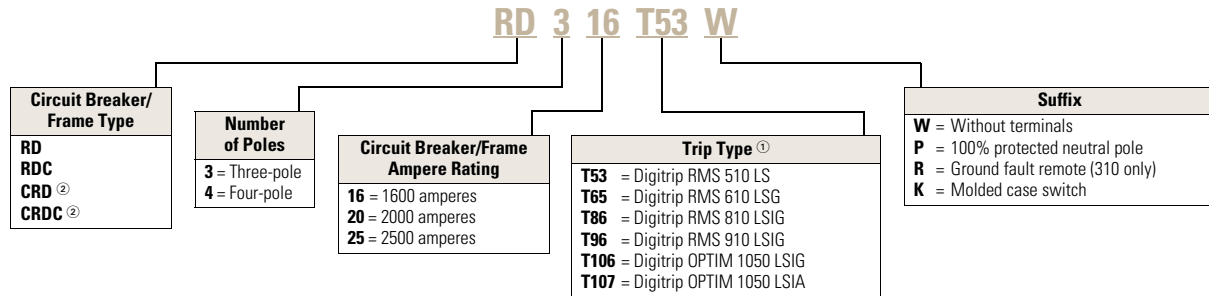 RD 3 16 T53 W
Circuit Breaker/
Frame Type
RD
RDC
CRD ②
CRDC ②
Number
of Poles
3 = Three-pole
4 = Four-pole
Circuit Breaker/Frame
Ampere Rating
16 = 1600 amperes
20 = 2000 amperes
25 = 2500 amperes
Trip Type ①
T53 = Digitrip RMS 510 LS
T65 = Digitrip RMS 610 LSG
T86 = Digitrip RMS 810 LSIG
T96 = Digitrip RMS 910 LSIG
T106 = Digitrip OPTIM 1050 LSIG
T107 = Digitrip OPTIM 1050 LSIA
Suffix
W = Without terminals
P = 100% protected neutral pole
R = Ground fault remote (310 only)
K = Molded case switch